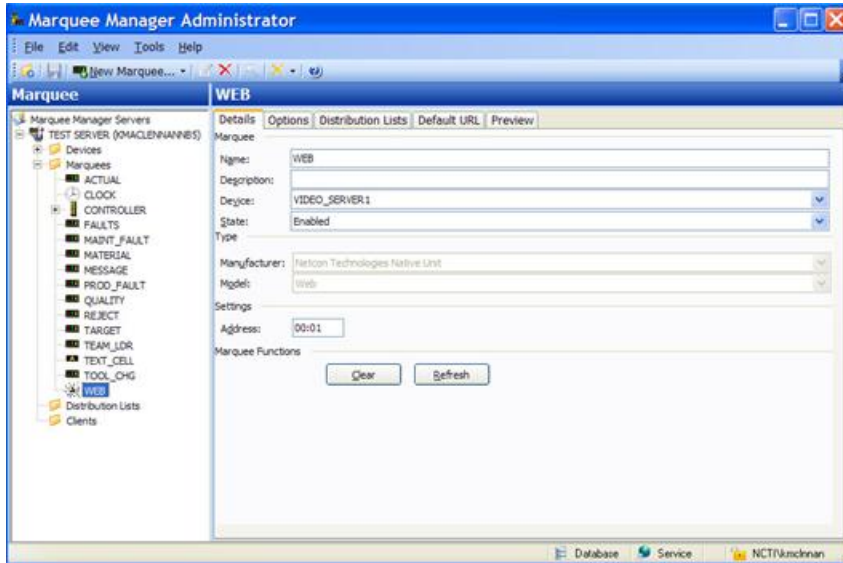 Marquee Manager Administrator
File Edit View Tools Help
New Marquee...
Marquee
WEB
Marquee Manager Servers
TEST SERVER (KMACLENNANNB5)
Devices
Marquees
ACTUAL
CLOCK
CONTROLLER
FAULTS
MAINT_FAULT
MATERIAL
MESSAGE
PROD_FAULT
QUALITY
REJECT
TARGET
TEAM_LDR
TEXT_CELL
TOOL_CHG
WEB
Distribution Lists
Clients
Details Options Distribution Lists Default URL Preview
Marquee
Name: WEB
Description:
Device: VIDEO_SERVER1
State: Enabled
Type
Manufacturer: Netcon Technologies Native Unit
Model: Web
Settings
Address: 00:01
Marquee Functions
Clear Refresh
Database Service